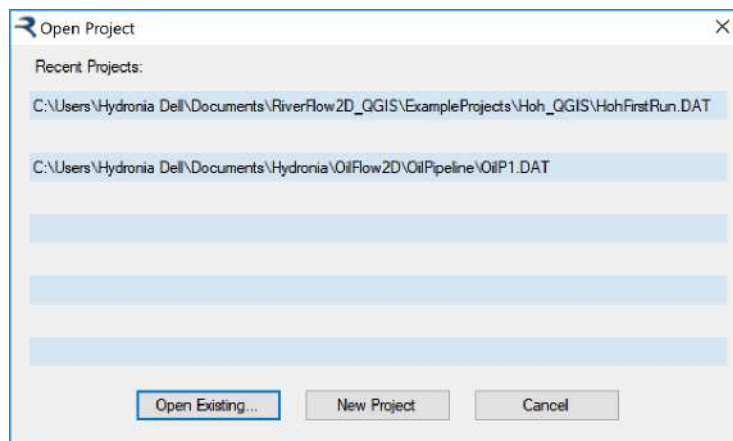 Open Project
Recent Projects:
C:\Users\Hydronia Dell\Documents\RiverFlow2D_QGIS\ExampleProjects\Hoh_QGIS\HohFirstRun.DAT
C:\Users\Hydronia Dell\Documents\Hydronia\OilFlow2D\OilPipeline\OilP1.DAT
Open Existing... New Project Cancel